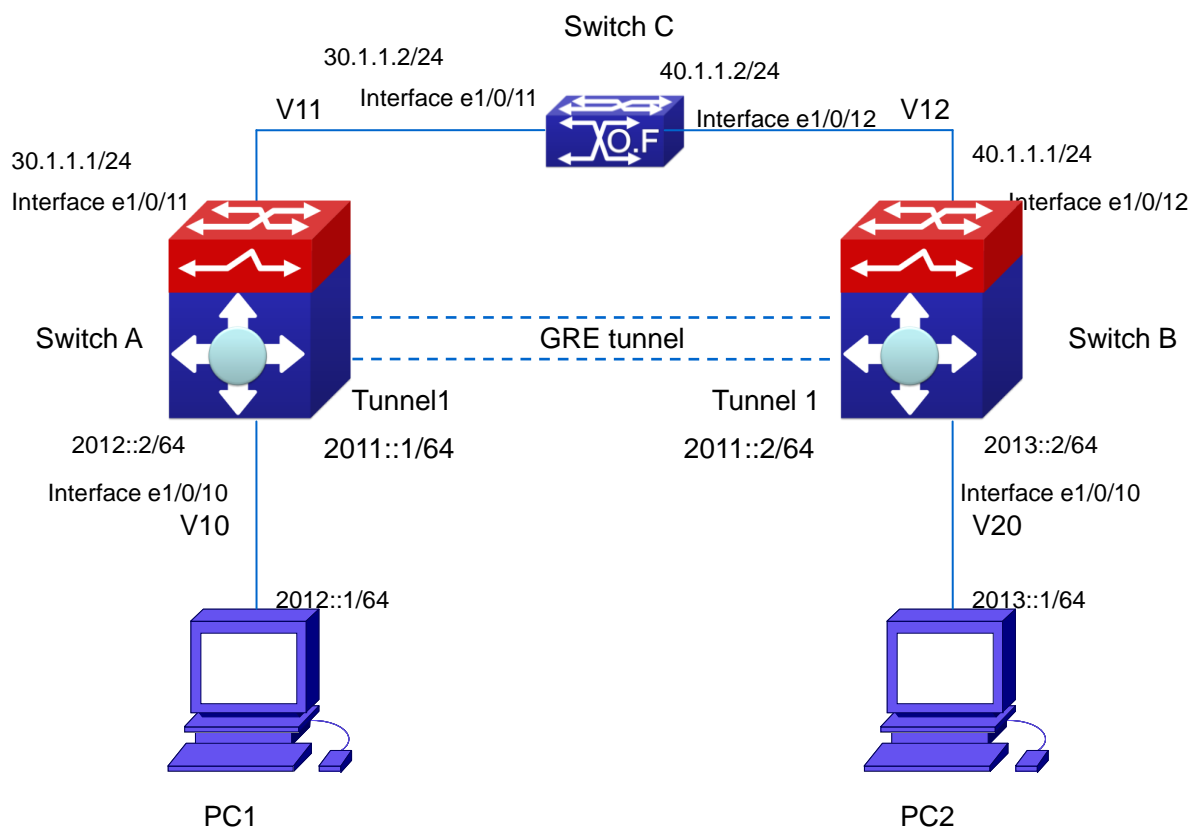 Switch C
30.1.1.2/24
40.1.1.2/24
Interface e1/0/11
Interface e1/0/12
V11
V12
O.F
30.1.1.1/24
Interface e1/0/11
40.1.1.1/24
Interface e1/0/12
Switch A
GRE tunnel
Switch B
Tunnel1
Tunnel 1
2012::2/64
2011::1/64
2011::2/64
2013::2/64
Interface e1/0/10
Interface e1/0/10
V10
V20
2012::1/64
2013::1/64
PC1
PC2